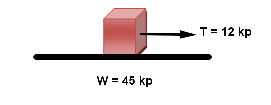 T = 12 kp
W = 45 kp